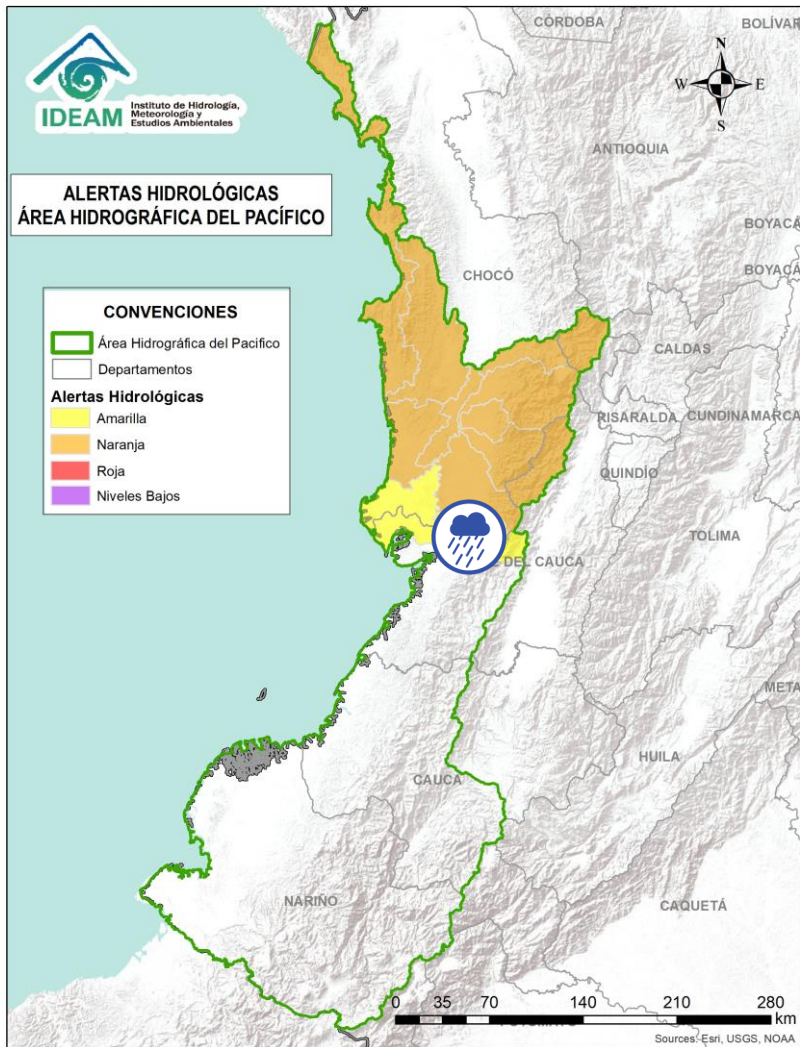 IDEAM
Instituto de Hidrología,
Meteorología y
Estudios Ambientales
ALERTAS HIDROLÓGICAS
ÁREA HIDROGRÁFICA DEL PACÍFICO
CONVENCIONES
Área Hidrográfica del Pacifico
Departamentos
Alertas Hidrológicas
Amarilla
Naranja
Roja
Niveles Bajos
CÓRDOBA
BOLÍVAR
N
W
E
S
ANTIOQUIA
BOYACÁ
CHOCÓ
BOYACÁ
CALDAS
RISARALDA
CUNDINAMARCA
QUINDÍO
TOLIMA
DEL CAUCA
META
HUILA
CAUCA
NARIÑO
CAQUETÁ
0 35 70 140 210 280
km
Sources: Esri, USGS, NOAA